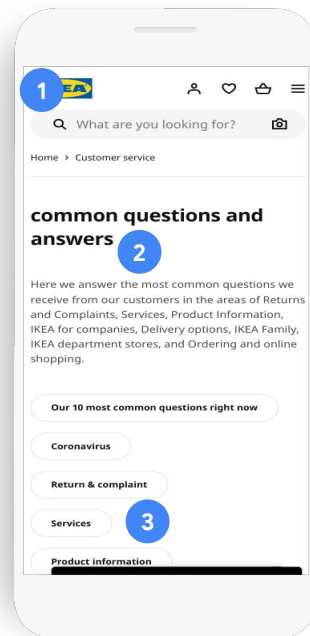 1
EA
What are you looking for?
Home > Customer service
common questions and
answers
2
Here we answer the most common questions we
receive from our customers in the areas of Returns
and Complaints, Services, Product Information,
IKEA for companies, Delivery options, IKEA Family,
IKEA department stores, and Ordering and online
shopping.
Our 10 most common questions right now
Coronavirus
Return & complaint
Services
3
Product information